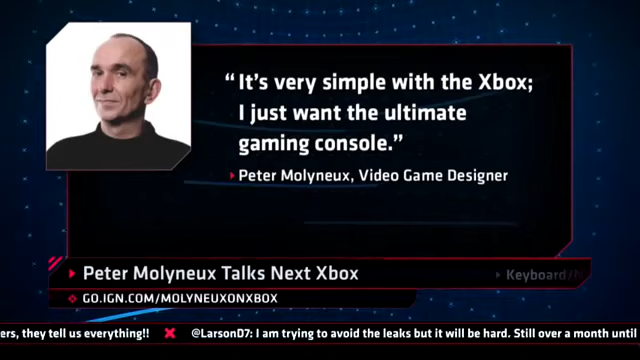 “It’s very simple with the Xbox;
I just want the ultimate
gaming console.”
Peter Molyneux, Video Game Designer
Peter Molyneux Talks Next Xbox
Keyboard/
GO.IGN.COM/MOLYNEUXONXBOX
ers, they tell us everything!! @LarsonD7: I am trying to avoid the leaks but it will be hard. Still over a month until